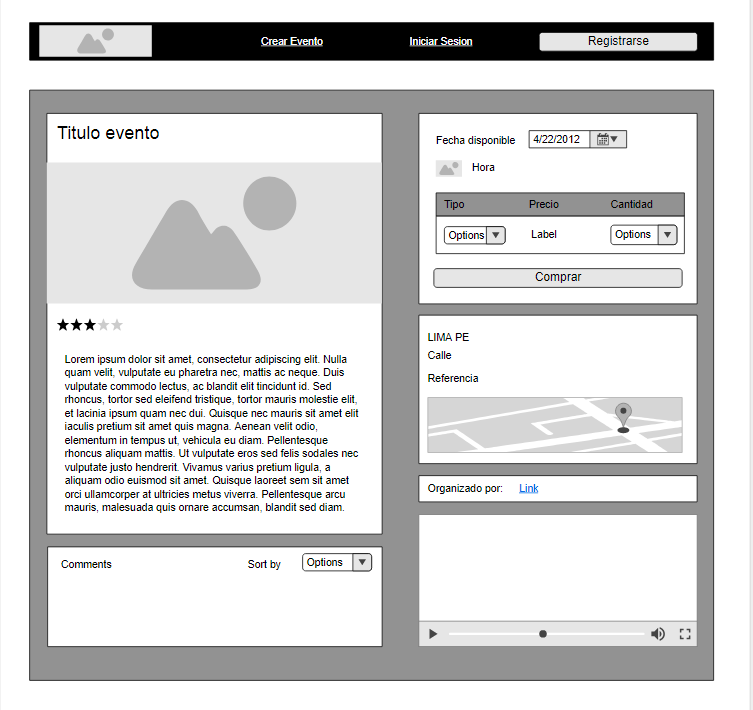 Crear Evento
Iniciar Sesion
Registrarse
Titulo evento
Lorem ipsum dolor sit amet, consectetur adipiscing elit. Nulla
quam velit, vulputate eu pharetra nec, mattis ac neque. Duis
vulputate commodo lectus, ac blandit elit tincidunt id. Sed
rhoncus, tortor sed eleifend tristique, tortor mauris molestie elit,
et lacinia ipsum quam nec dui. Quisque nec mauris sit amet elit
iaculis pretium sit amet quis magna. Aenean velit odio,
elementum in tempus ut, vehicula eu diam. Pellentesque
rhoncus aliquam mattis. Ut vulputate eros sed felis sodales nec
vulputate justo hendrerit. Vivamus varius pretium ligula, a
aliquam odio euismod sit amet. Quisque laoreet sem sit amet
orci ullamcorper at ultricies metus viverra. Pellentesque arcu
mauris, malesuada quis ornare accumsan, blandit sed diam.
Comments
Sort by
Options
Fecha disponible
4/22/2012
Hora
Tipo
Precio
Cantidad
Options
Label
Options
Comprar
LIMA PE
Calle
Referencia
Organizado por:
Link